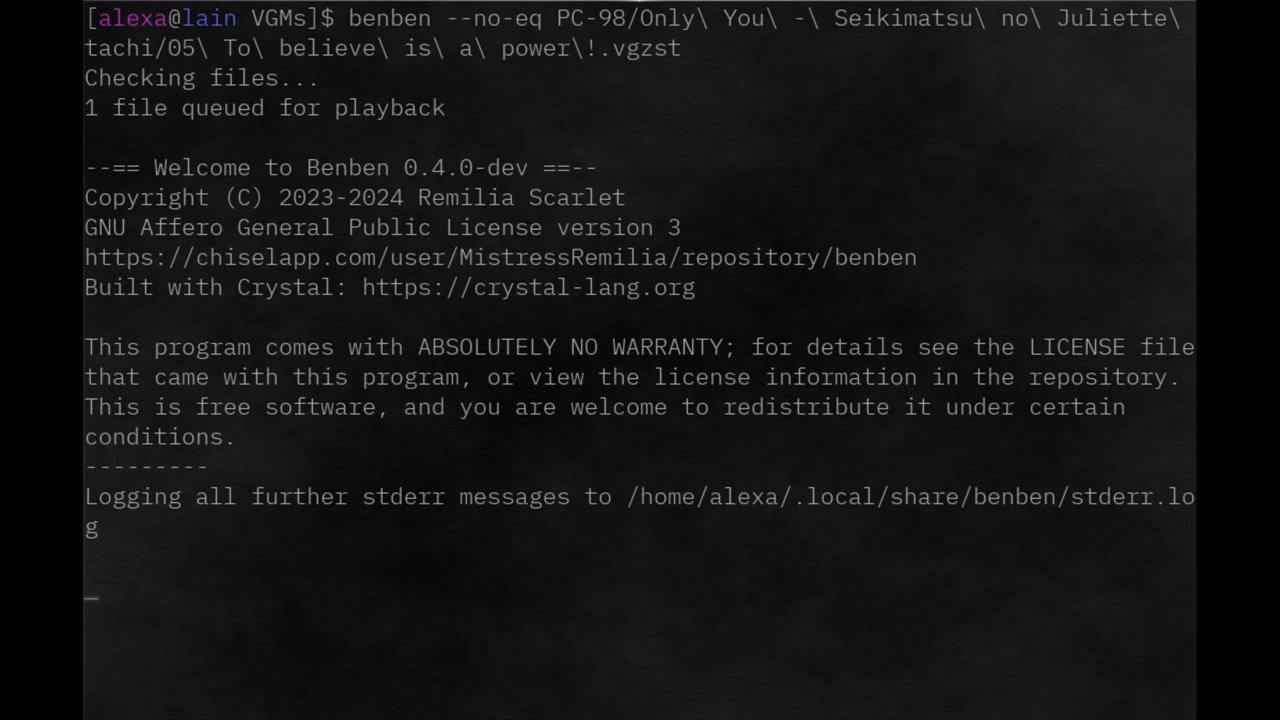 [alexa@lain VGMs]$ benben --no-eq PC-98/Only\ You\ -\ Seikimatsu\ no\ Juliette\
tachi/05\ To\ believe\ is\ a\ power\!.vgzst
Checking files...
1 file queued for playback
--== Welcome to Benben 0.4.0-dev ==--
Copyright (C) 2023-2024 Remilia Scarlet
GNU Affero General Public License version 3
https://chiselapp.com/user/MistressRemilia/repository/benben
Built with Crystal: https://crystal-lang.org
This program comes with ABSOLUTELY NO WARRANTY; for details see the LICENSE file
that came with this program, or view the license information in the repository.
This is free software, and you are welcome to redistribute it under certain
conditions.
---------
Logging all further stderr messages to /home/alexa/.local/share/benben/stderr.lo
g